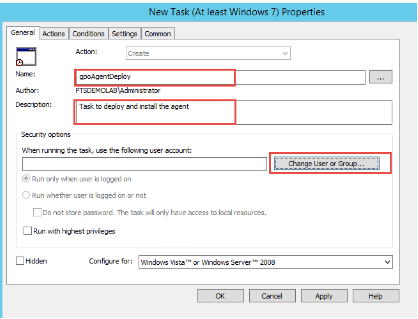 New Task (At least Windows 7) Properties
General Actions Conditions Settings Common
Action: Create
Name: gpoAgentDeploy ...
Author: PTSDEMOLAB\Administrator
Description: Task to deploy and install the agent
Security options
When running the task, use the following user account:
Change User or Group...
Run only when user is logged on
Run whether user is logged on or not
Do not store password. The task will only have access to local resources.
Run with highest privileges
Hidden Configure for: Windows Vista™ or Windows Server™ 2008
OK Cancel Apply Help